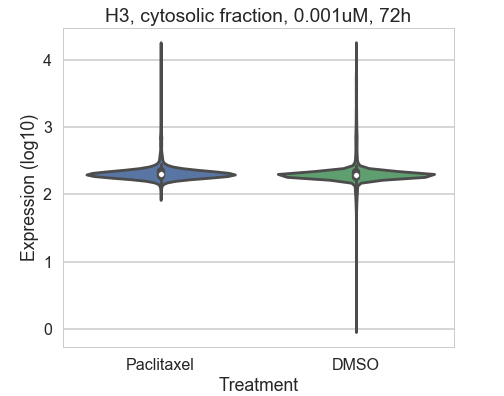 H3, cytosolic fraction, 0.001uM, 72h
Expression (log10)
4
3
2
1
0
Paclitaxel DMSO
Treatment